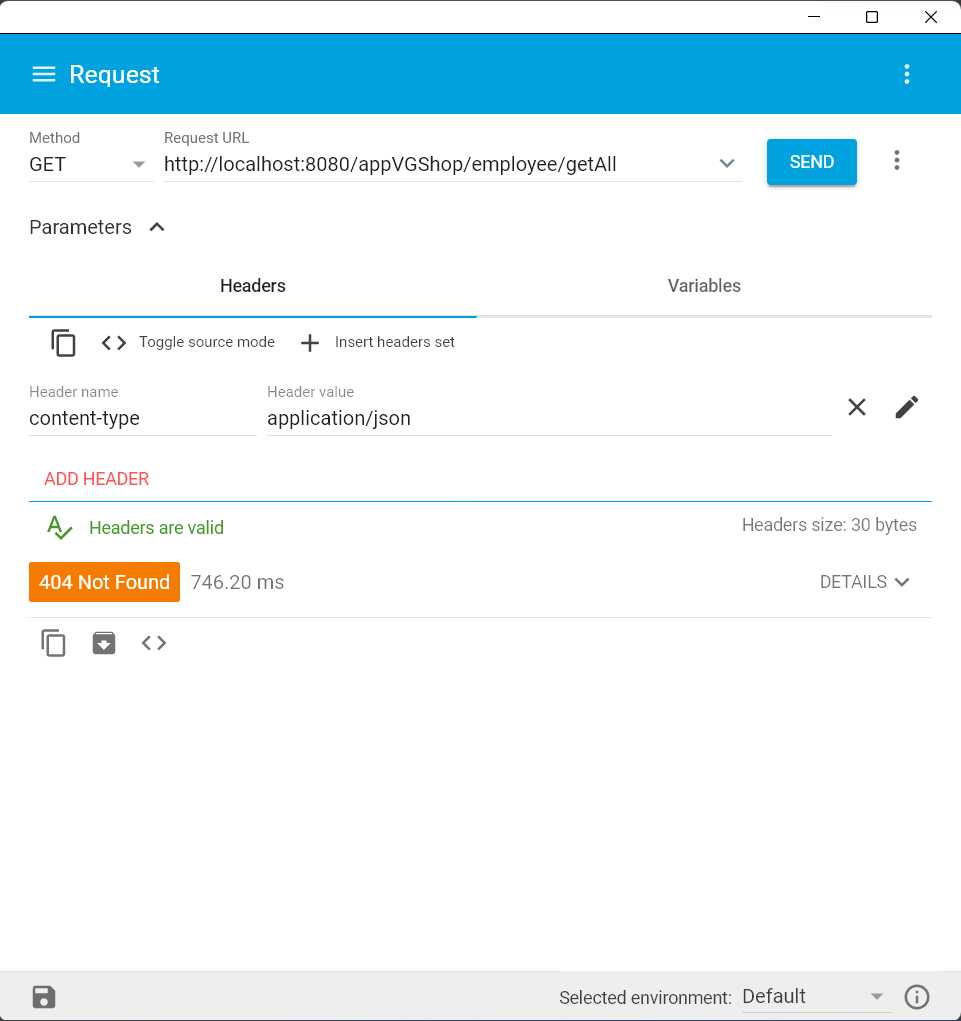 Request
Method
Request URL
GET
http://localhost:8080/appVGShop/employee/getAll
SEND
Parameters
Headers
Variables
Toggle source mode
Insert headers set
Header name
Header value
content-type
application/json
ADD HEADER
Headers are valid
Headers size: 30 bytes
404 Not Found
746.20 ms
DETAILS
Selected environment:
Default